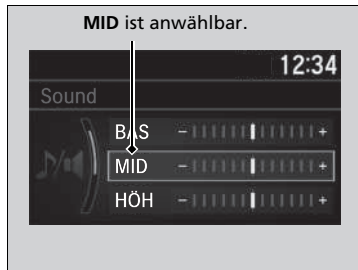 MID ist anwählbar.
12:34
Sound
BAS - +
MID - +
HÖH - +